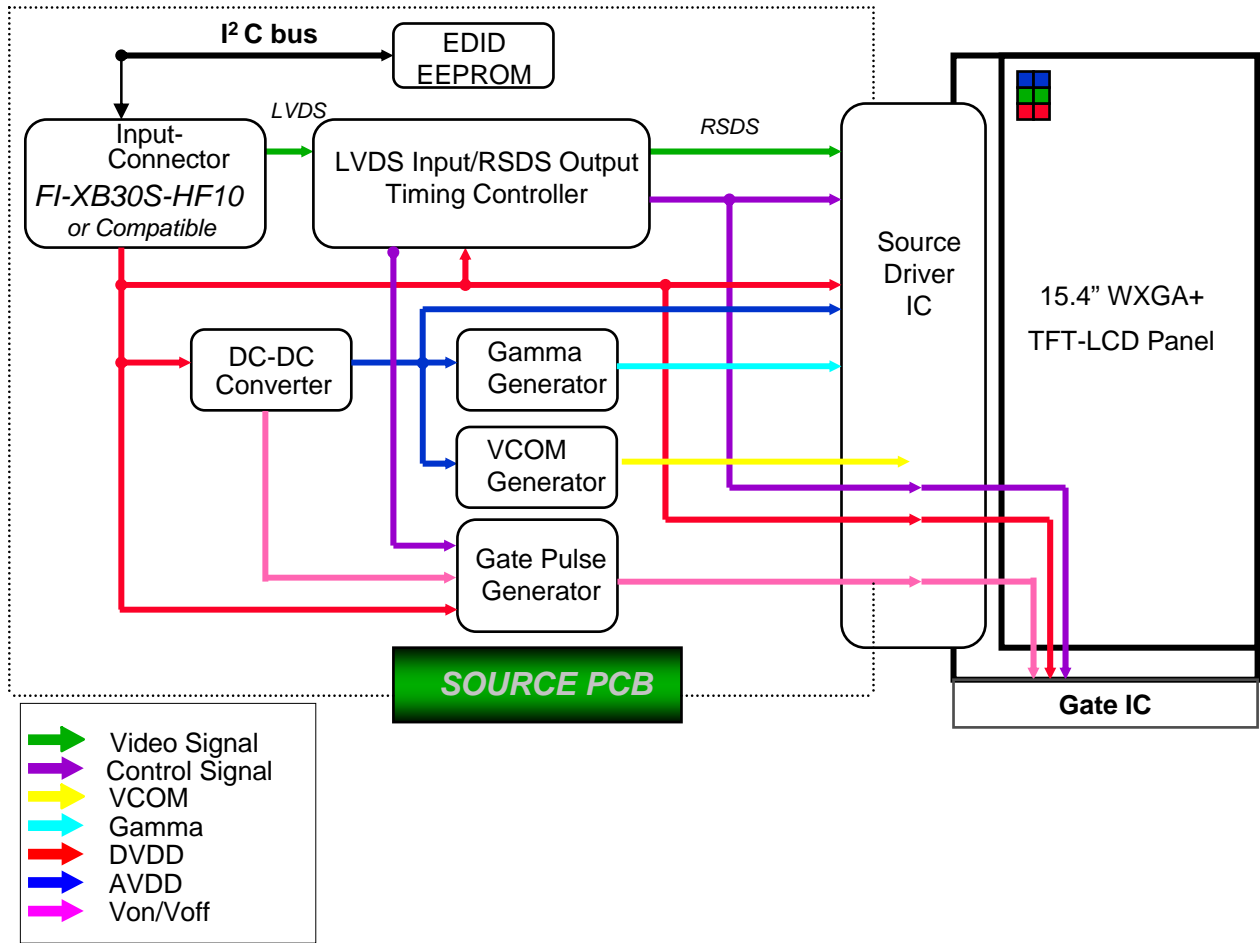 I² C bus
EDID
EEPROM
LVDS
RSDS
Input-
Connector
FI-XB30S-HF10
or Compatible
LVDS Input/RSDS Output
Timing Controller
Source
Driver
IC
15.4” WXGA+
TFT-LCD Panel
DC-DC
Converter
Gamma
Generator
VCOM
Generator
Gate Pulse
Generator
SOURCE PCB
Gate IC
Video Signal
Control Signal
VCOM
Gamma
DVDD
AVDD
Von/Voff